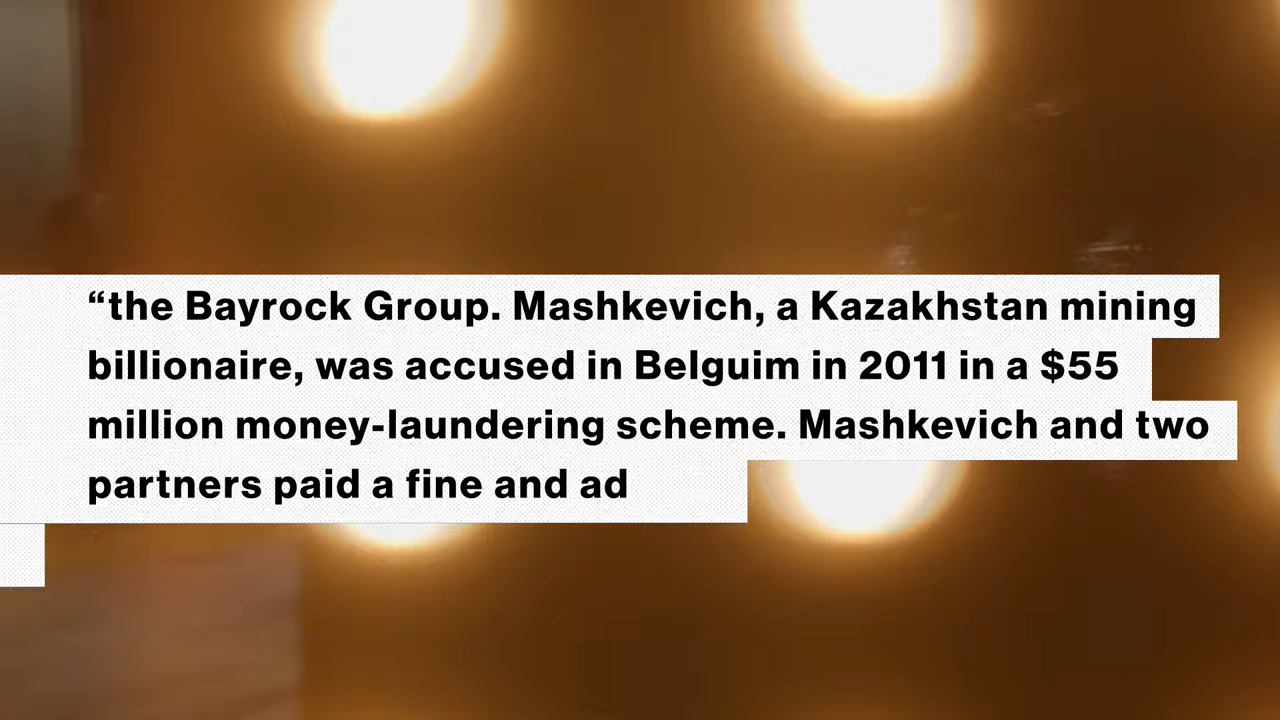 “the Bayrock Group. Mashkevich, a Kazakhstan mining
billionaire, was accused in Belguim in 2011 in a $55
million money-laundering scheme. Mashkevich and two
partners paid a fine and ad